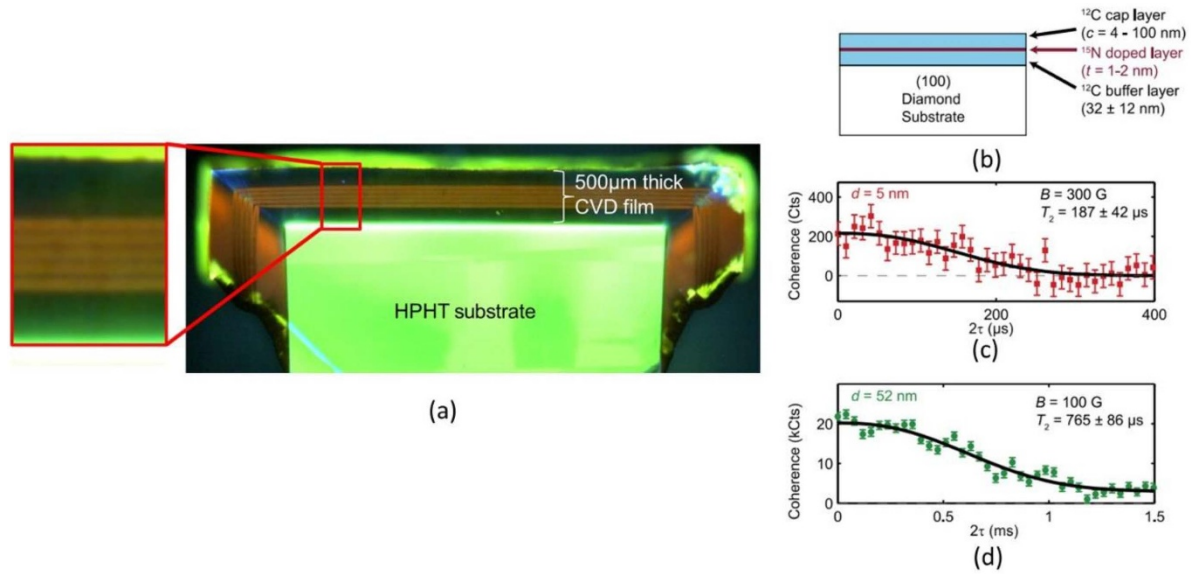 500µm thick
CVD film
HPHT substrate
(a)
¹²C cap layer
(c = 4 - 100 nm)
¹⁵N doped layer
(t = 1-2 nm)
¹²C buffer layer
(32 ± 12 nm)
(100)
Diamond
Substrate
(b)
Coherence (Cts)
400
200
0
d = 5 nm
B = 300 G
T₂ = 187 ± 42 µs
0
200
400
2τ (µs)
(c)
Coherence (kCts)
20
10
0
d = 52 nm
B = 100 G
T₂ = 765 ± 86 µs
0
0.5
1
1.5
2τ (ms)
(d)